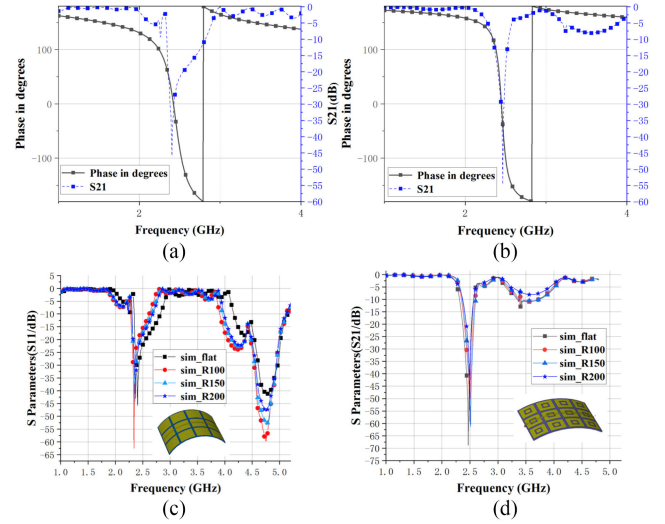 180
100
0
-100
Phase in degrees
Phase in degrees
S21
2
4
Frequency (GHz)
0
-5
-10
-15
-20
-25
-30
-35
-40
-45
-50
-55
-60
S21(dB)
(a)
180
100
0
-100
Phase in degrees
Phase in degrees
S21
2
4
Frequency (GHz)
0
-5
-10
-15
-20
-25
-30
-35
-40
-45
-50
-55
-60
(b)
5
0
-5
-10
-15
-20
-25
-30
-35
-40
-45
-50
-55
-60
-65
S Parameters(S11/dB)
sim_flat
sim_R100
sim_R150
sim_R200
1.0 1.5 2.0 2.5 3.0 3.5 4.0 4.5 5.0
Frequency (GHz)
(c)
5
0
-5
-10
-15
-20
-25
-30
-35
-40
-45
-50
-55
-60
-65
-70
-75
S Parameters(S21/dB)
sim_flat
sim_R100
sim_R150
sim_R200
1.0 1.5 2.0 2.5 3.0 3.5 4.0 4.5 5.0
Frequency (GHz)
(d)